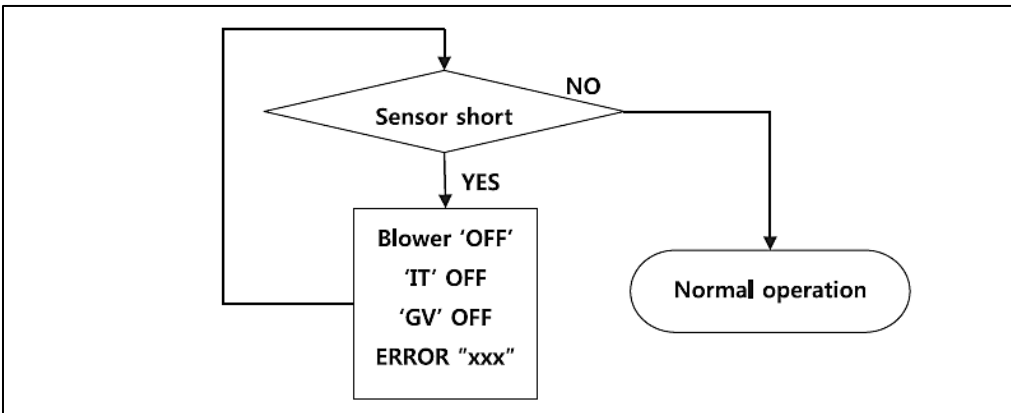 NO
Sensor short
YES
Blower ‘OFF’
‘IT’ OFF
‘GV’ OFF
ERROR ”xxx”
Normal operation